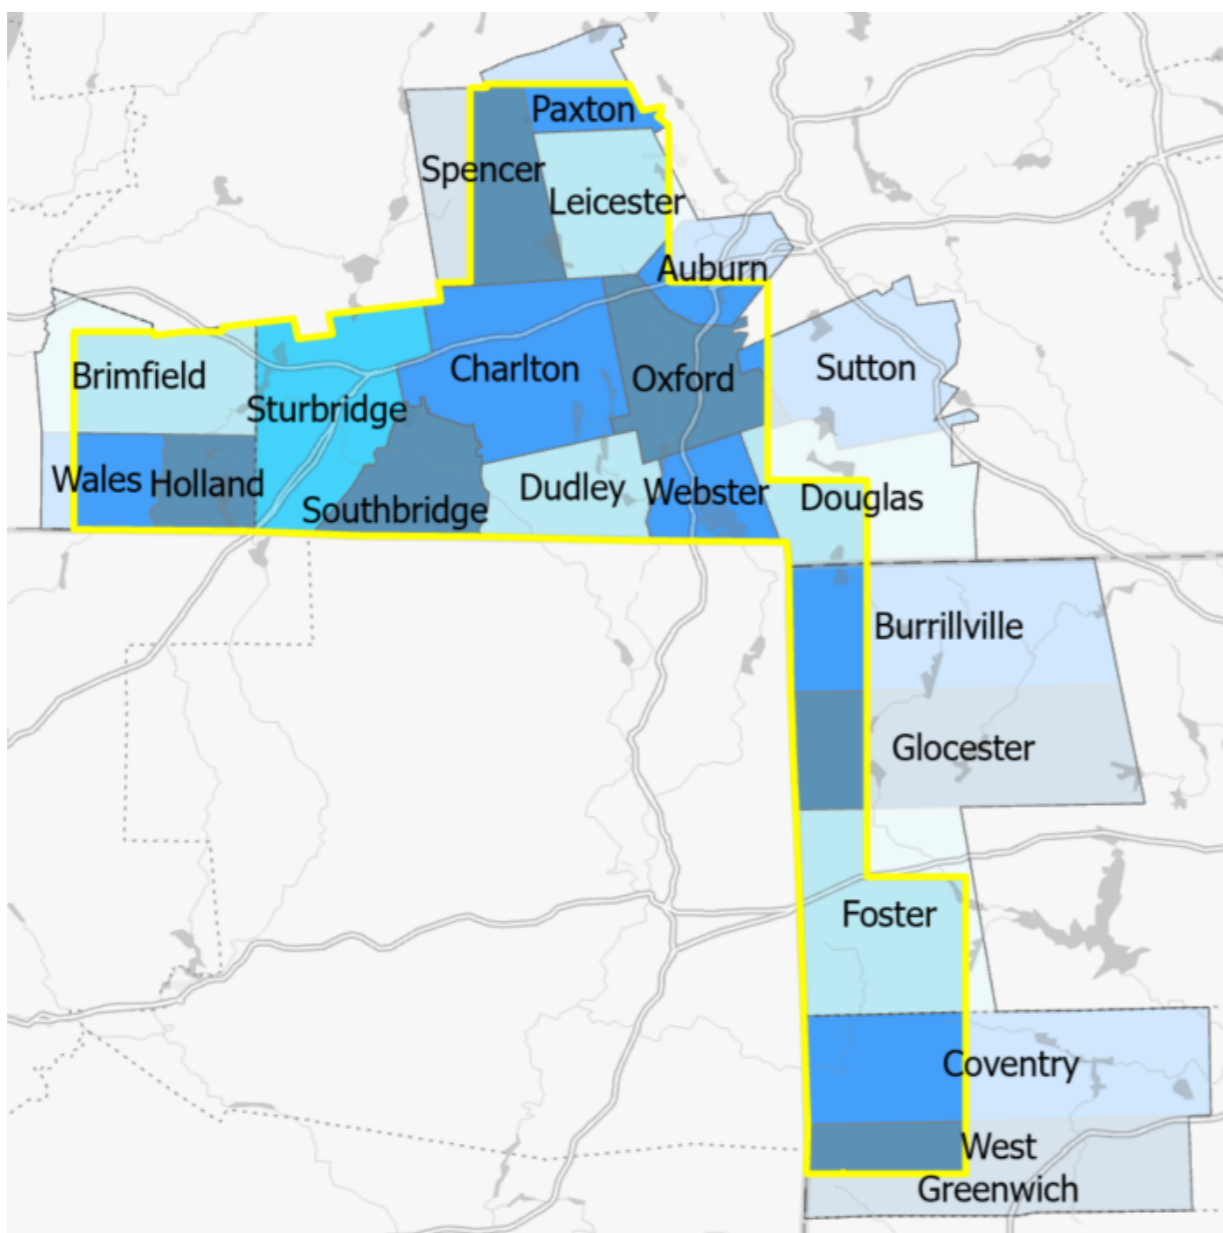 Paxton
Spencer
Leicester
Auburn
Brimfield
Charlton
Oxford
Sutton
Sturbridge
Wales
Holland
Southbridge
Dudley
Webster
Douglas
Burrillville
Glocester
Foster
Coventry
West
Greenwich